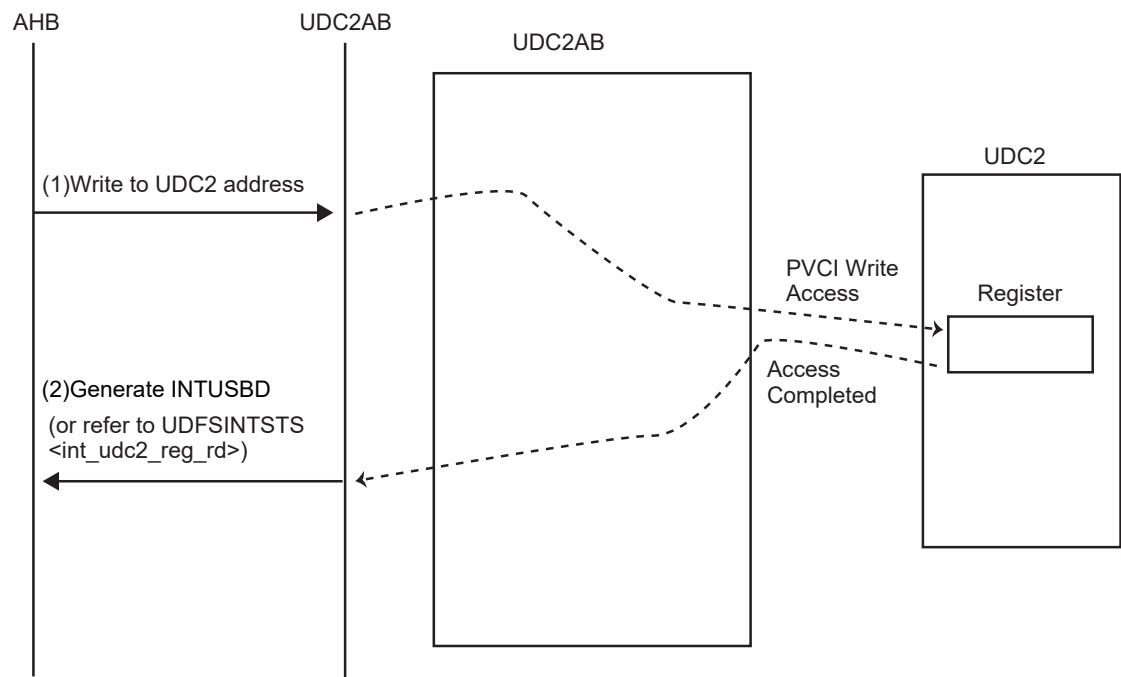 AHB
UDC2AB
UDC2AB
UDC2
(1)Write to UDC2 address
PVCI Write
Access
Register
(2)Generate INTUSBD
(or refer to UDFSINTSTS
<int_udc2_reg_rd>)
Access
Completed